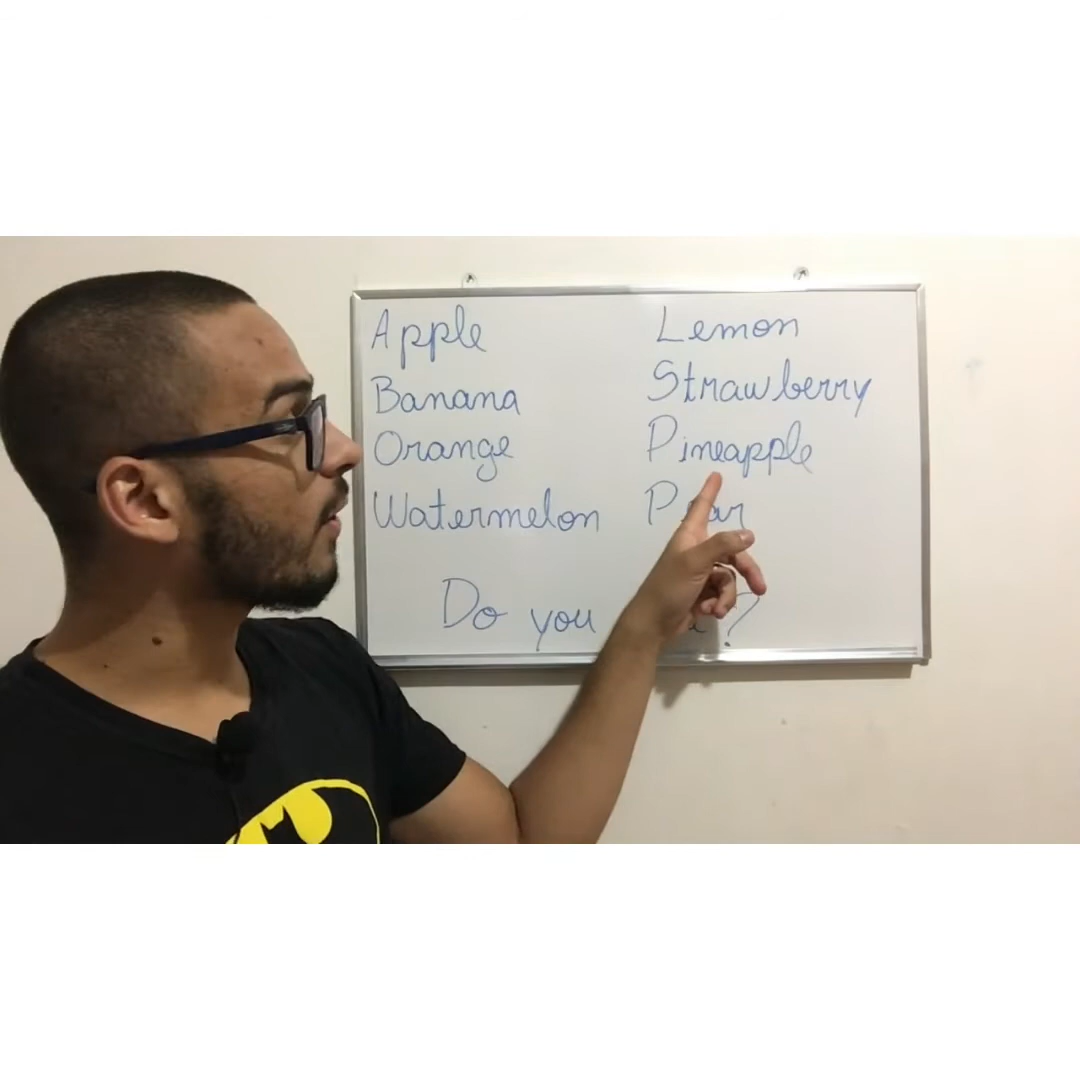 Apple
Banana
Orange
Watermelon
Lemon
Strawberry
Pineapple
Do you ?